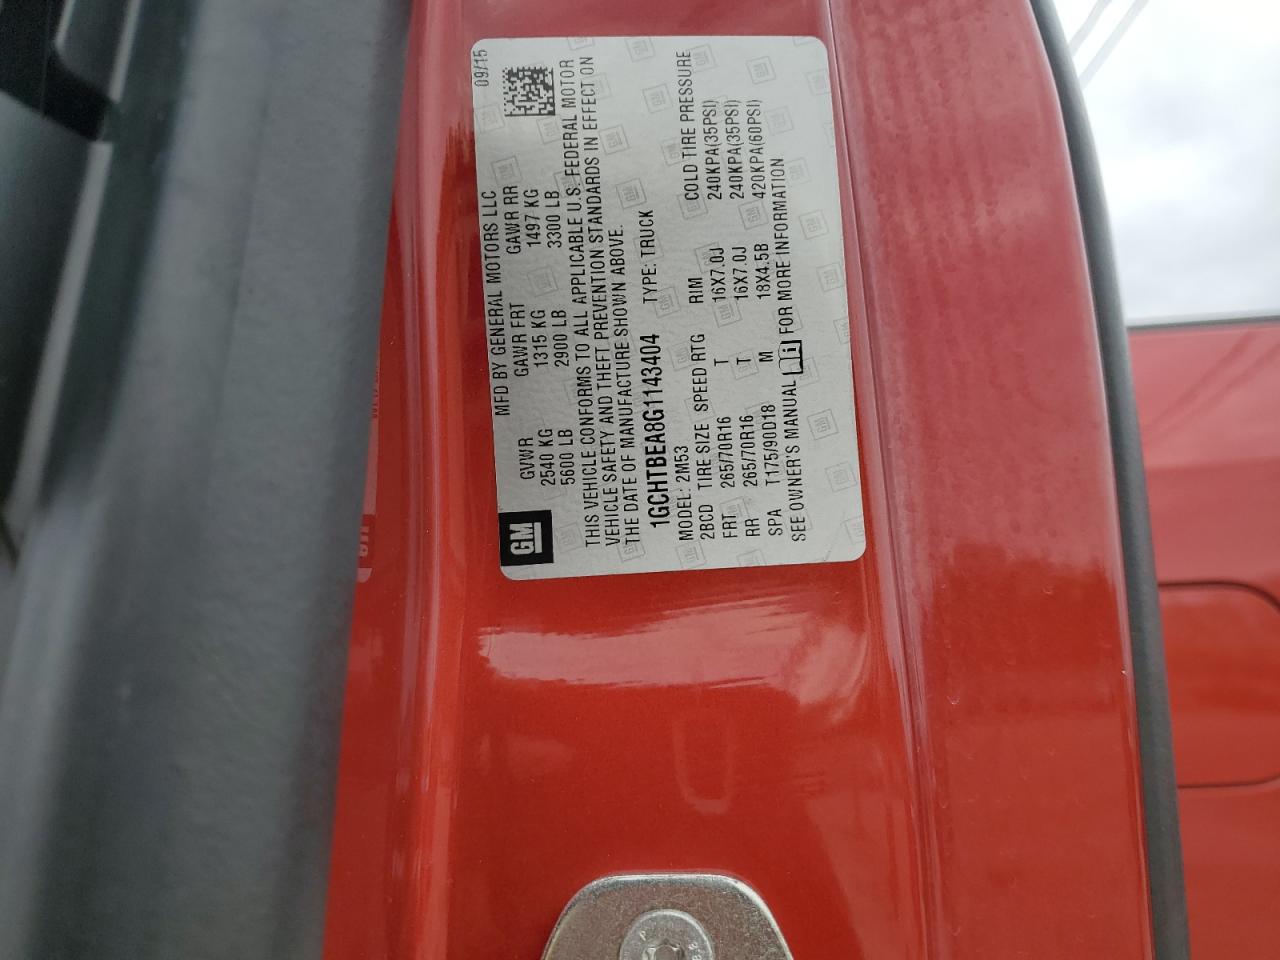 GM
MFD BY GENERAL MOTORS LLC
09/15
GVWR GAWR FRT GAWR RR
2540 KG 1315 KG 1497 KG
5600 LB 2900 LB 3300 LB
THIS VEHICLE CONFORMS TO ALL APPLICABLE U.S. FEDERAL MOTOR
VEHICLE SAFETY AND THEFT PREVENTION STANDARDS IN EFFECT ON
THE DATE OF MANUFACTURE SHOWN ABOVE.
1GCHTBEA8G1143404 TYPE: TRUCK
MODEL: 2M53
2BCD TIRE SIZE SPEED RTG RIM COLD TIRE PRESSURE
FRT 265/70R16 T 16X7.0J 240KPA(35PSI)
RR 265/70R16 T 16X7.0J 240KPA(35PSI)
SPA T175/90D18 M 18X4.5B 420KPA(60PSI)
SEE OWNER'S MANUAL i FOR MORE INFORMATION